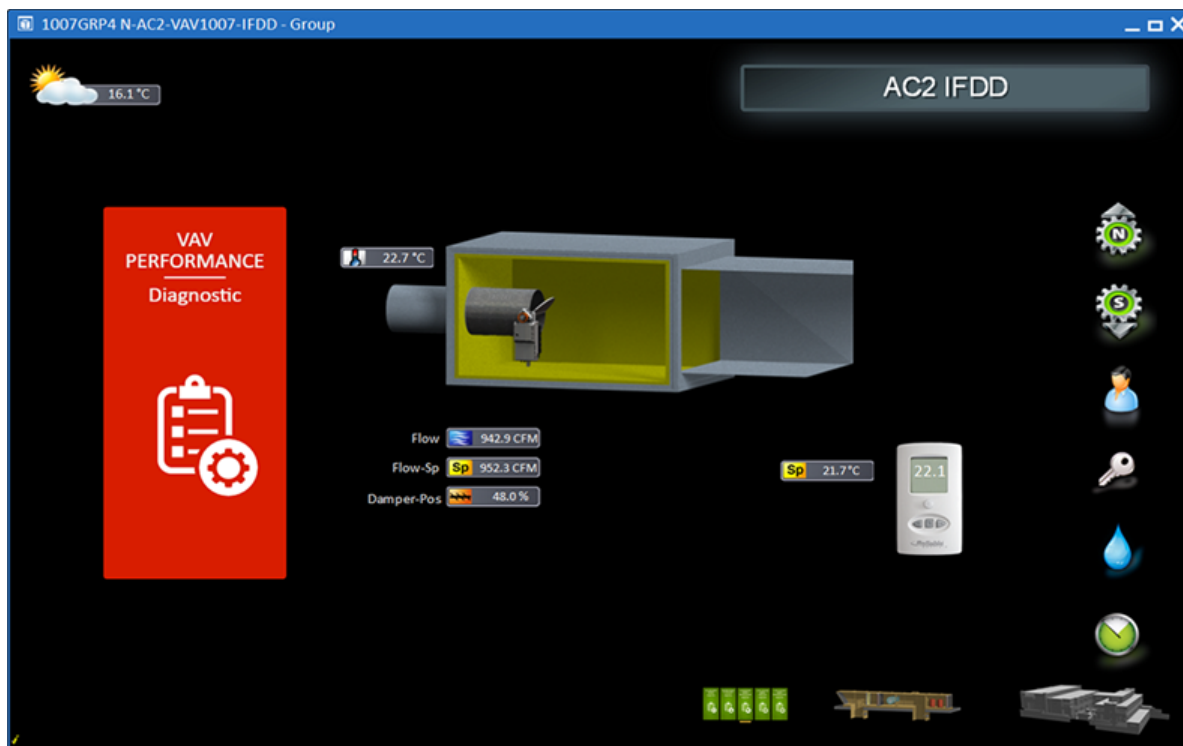 1007GRP4 N-AC2-VAV1007-IFDD - Group
16.1 °C
AC2 IFDD
VAV
PERFORMANCE
Diagnostic
22.7 °C
Flow 942.9 CFM
Flow-Sp Sp 952.3 CFM
Damper-Pos 48.0 %
Sp 21.7°C
22.1
N
S